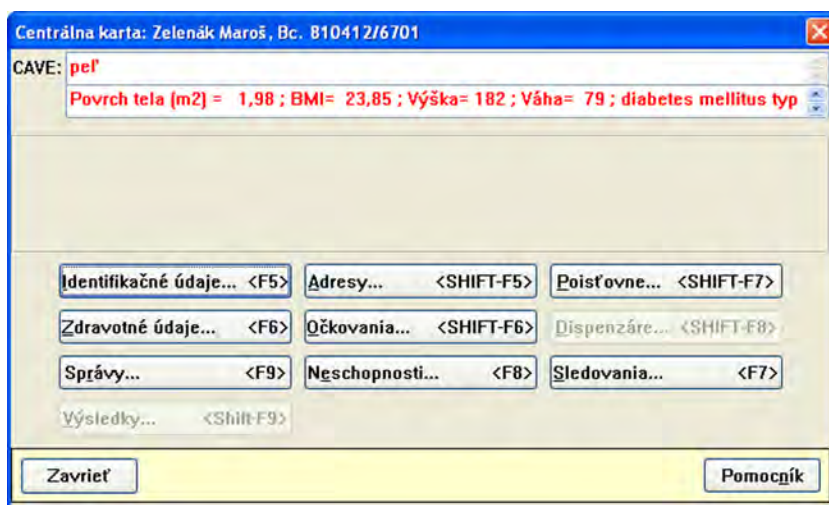 Centrálna karta: Zelenák Maroš, Bc. 810412/6701
CAVE: peľ
Povrch tela (m2) = 1,98 ; BMI= 23,85 ; Výška= 182 ; Váha= 79 ; diabetes mellitus typ
Identifikačné údaje... <F5> Adresy... <SHIFT-F5> Poisťovne... <SHIFT-F7>
Zdravotné údaje... <F6> Očkovania... <SHIFT-F6> Dispenzáre... <SHIFT-F8>
Správy... <F9> Neschopnosti... <F8> Sledovania... <F7>
Výsledky... <Shift-F9>
Zavrieť Pomocník